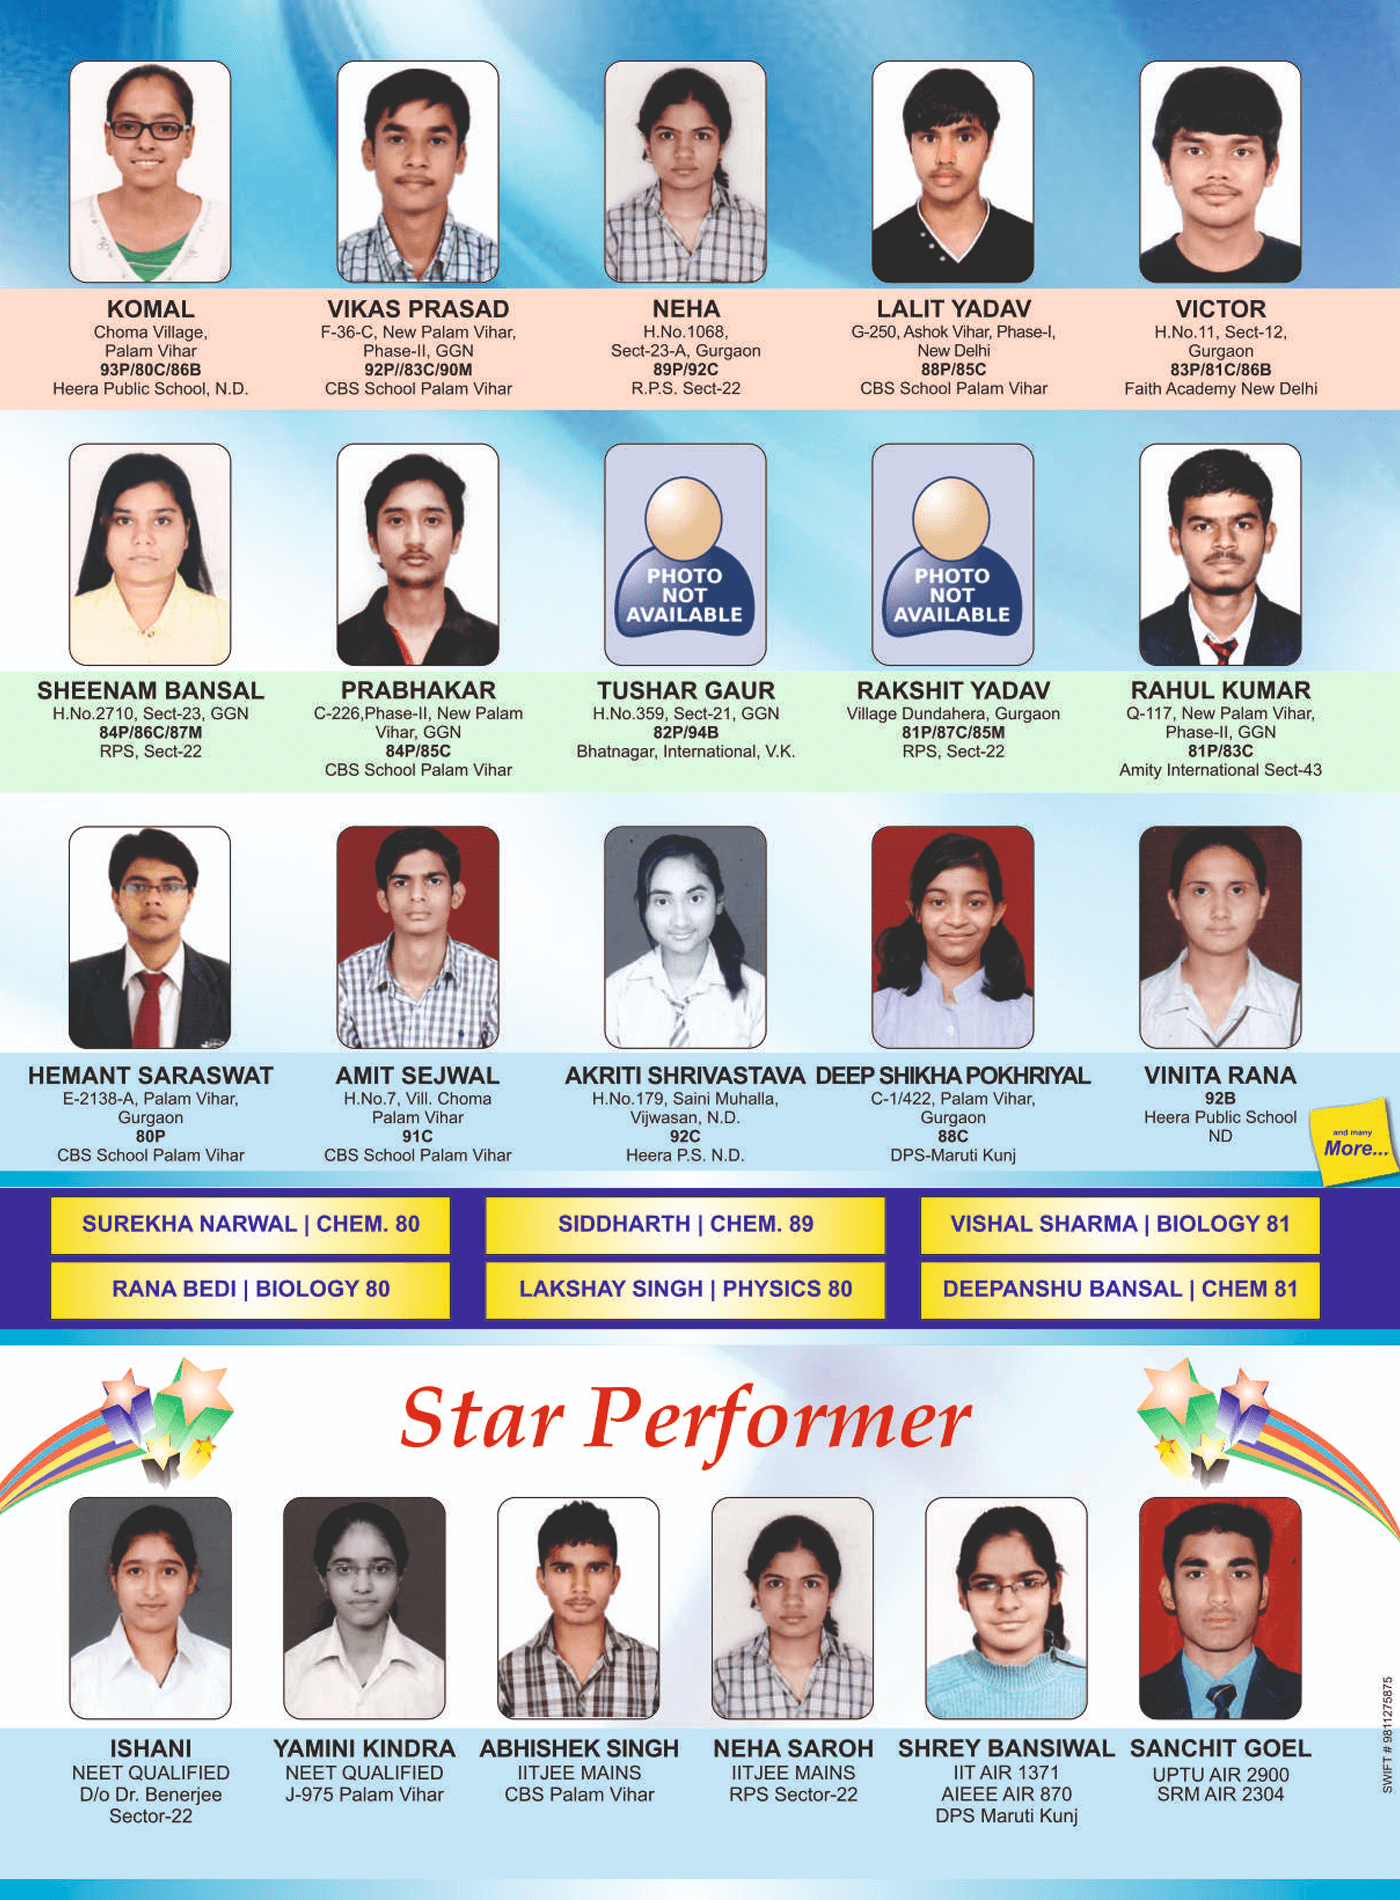 KOMAL
Choma Village,
Palam Vihar
93P/80C/86B
Heera Public School, N.D.
VIKAS PRASAD
F-36-C, New Palam Vihar,
Phase-II, GGN
92P//83C/90M
CBS School Palam Vihar
NEHA
H.No.1068,
Sect-23-A, Gurgaon
89P/92C
R.P.S. Sect-22
LALIT YADAV
G-250, Ashok Vihar, Phase-I,
New Delhi
88P/85C
CBS School Palam Vihar
VICTOR
H.No.11, Sect-12,
Gurgaon
83P/81C/86B
Faith Academy New Delhi
SHEENAM BANSAL
H.No.2710, Sect-23, GGN
84P/86C/87M
RPS, Sect-22
PRABHAKAR
C-226,Phase-II, New Palam
Vihar, GGN
84P/85C
CBS School Palam Vihar
PHOTO
NOT
AVAILABLE
TUSHAR GAUR
H.No.359, Sect-21, GGN
82P/94B
Bhatnagar, International, V.K.
PHOTO
NOT
AVAILABLE
RAKSHIT YADAV
Village Dundahera, Gurgaon
81P/87C/85M
RPS, Sect-22
RAHUL KUMAR
Q-117, New Palam Vihar,
Phase-II, GGN
81P/83C
Amity International Sect-43
HEMANT SARASWAT
E-2138-A, Palam Vihar,
Gurgaon
80P
CBS School Palam Vihar
AMIT SEJWAL
H.No.7, Vill. Choma
Palam Vihar
91C
CBS School Palam Vihar
AKRITI SHRIVASTAVA
H.No.179, Saini Muhalla,
Vijwasan, N.D.
92C
Heera P.S. N.D.
DEEP SHIKHA POKHRIYAL
C-1/422, Palam Vihar,
Gurgaon
88C
DPS-Maruti Kunj
VINITA RANA
92B
Heera Public School
ND
and many
More...
SUREKHA NARWAL | CHEM. 80
SIDDHARTH | CHEM. 89
VISHAL SHARMA | BIOLOGY 81
RANA BEDI | BIOLOGY 80
LAKSHAY SINGH | PHYSICS 80
DEEPANSHU BANSAL | CHEM 81
Star Performer
ISHANI
NEET QUALIFIED
D/o Dr. Benerjee
Sector-22
YAMINI KINDRA
NEET QUALIFIED
J-975 Palam Vihar
ABHISHEK SINGH
IITJEE MAINS
CBS Palam Vihar
NEHA SAROH
IITJEE MAINS
RPS Sector-22
SHREY BANSIWAL
IIT AIR 1371
AIEEE AIR 870
DPS Maruti Kunj
SANCHIT GOEL
UPTU AIR 2900
SRM AIR 2304
SWIFT # 9811275875